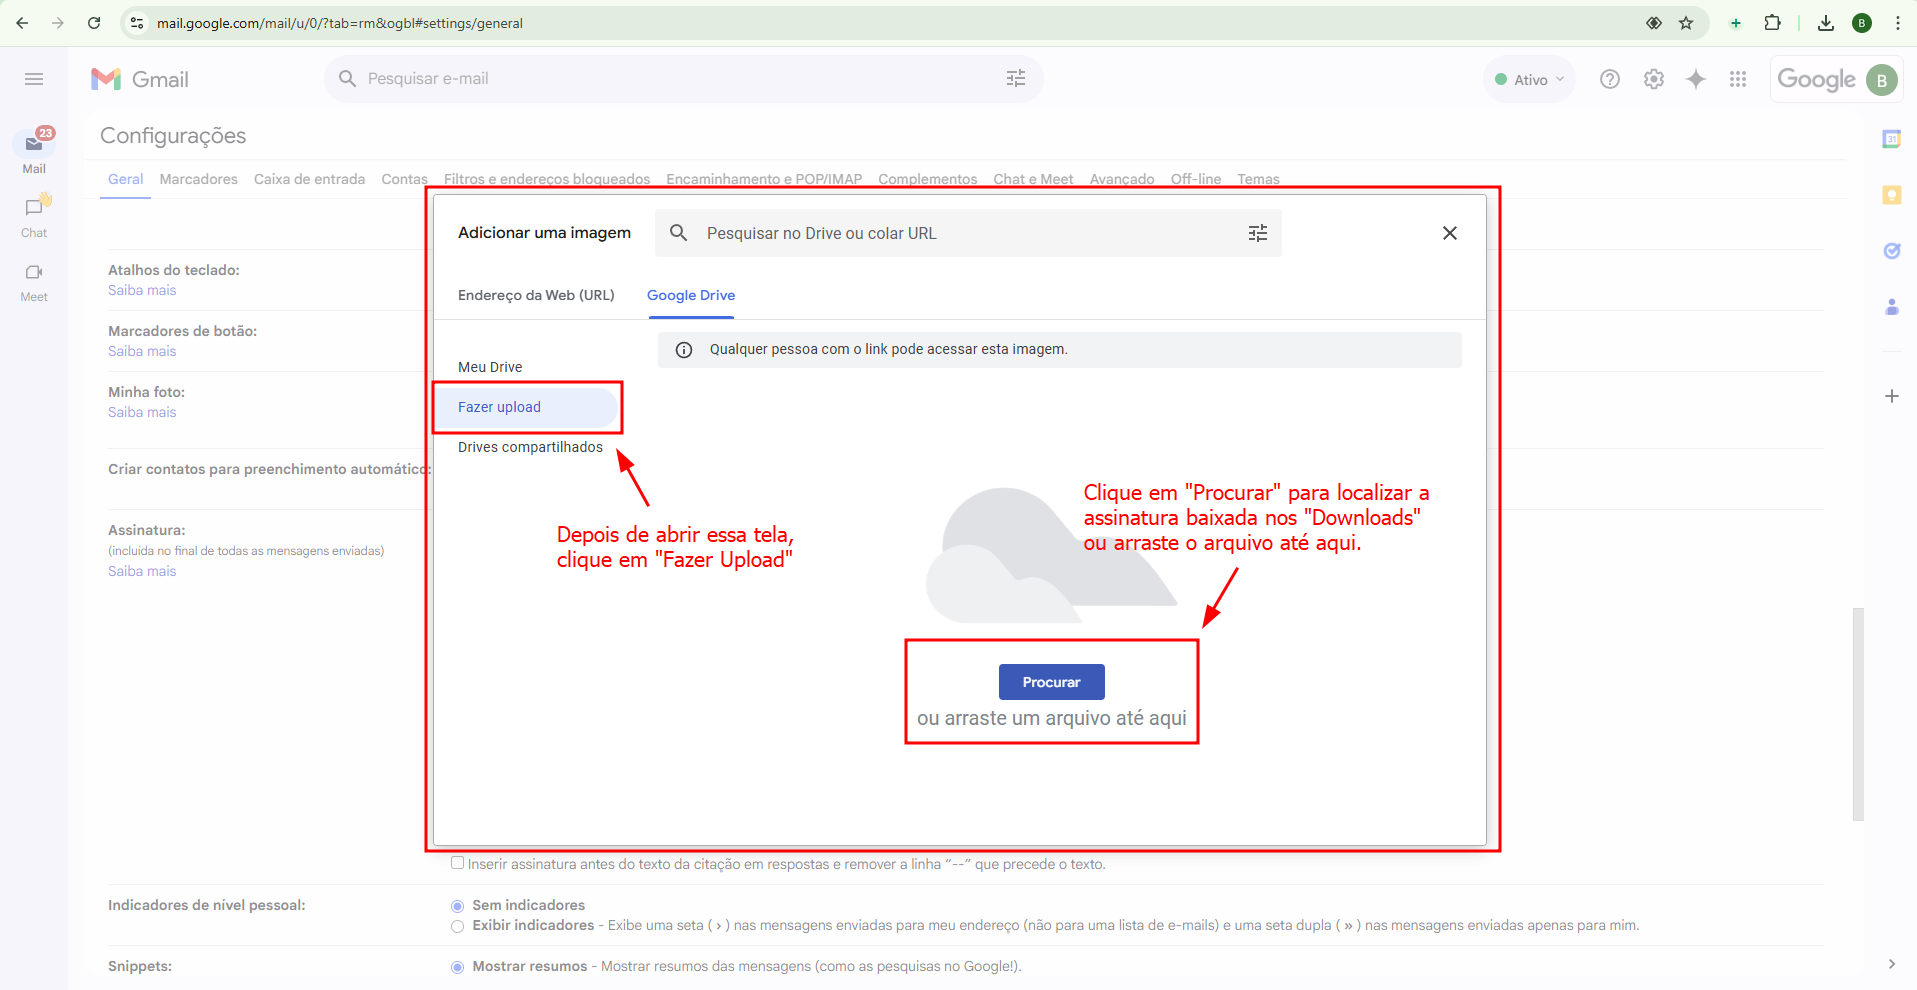 mail.google.com/mail/u/0/?tab=rm&ogbl#settings/general
B
Gmail
Pesquisar e-mail
Ativo
Google
B
23
Mail
Chat
Meet
Configurações
Geral Marcadores Caixa de entrada Contas Filtros e endereços bloqueados Encaminhamento e POP/IMAP Complementos Chat e Meet Avançado Off-line Temas
31
Atalhos do teclado:
Saiba mais
Marcadores de botão:
Saiba mais
Minha foto:
Saiba mais
Criar contatos para preenchimento automático:
Assinatura:
(incluída no final de todas as mensagens enviadas)
Saiba mais
Adicionar uma imagem
Pesquisar no Drive ou colar URL
Endereço da Web (URL) Google Drive
Qualquer pessoa com o link pode acessar esta imagem.
Meu Drive
Fazer upload
Drives compartilhados
Depois de abrir essa tela,
clique em "Fazer Upload"
Clique em "Procurar" para localizar a
assinatura baixada nos "Downloads"
ou arraste o arquivo até aqui.
Procurar
ou arraste um arquivo até aqui
Inserir assinatura antes do texto da citação em respostas e remover a linha “--” que precede o texto.
Indicadores de nível pessoal:
Sem indicadores
Exibir indicadores - Exibe uma seta ( › ) nas mensagens enviadas para meu endereço (não para uma lista de e-mails) e uma seta dupla ( » ) nas mensagens enviadas apenas para mim.
Snippets:
Mostrar resumos - Mostrar resumos das mensagens (como as pesquisas no Google!).